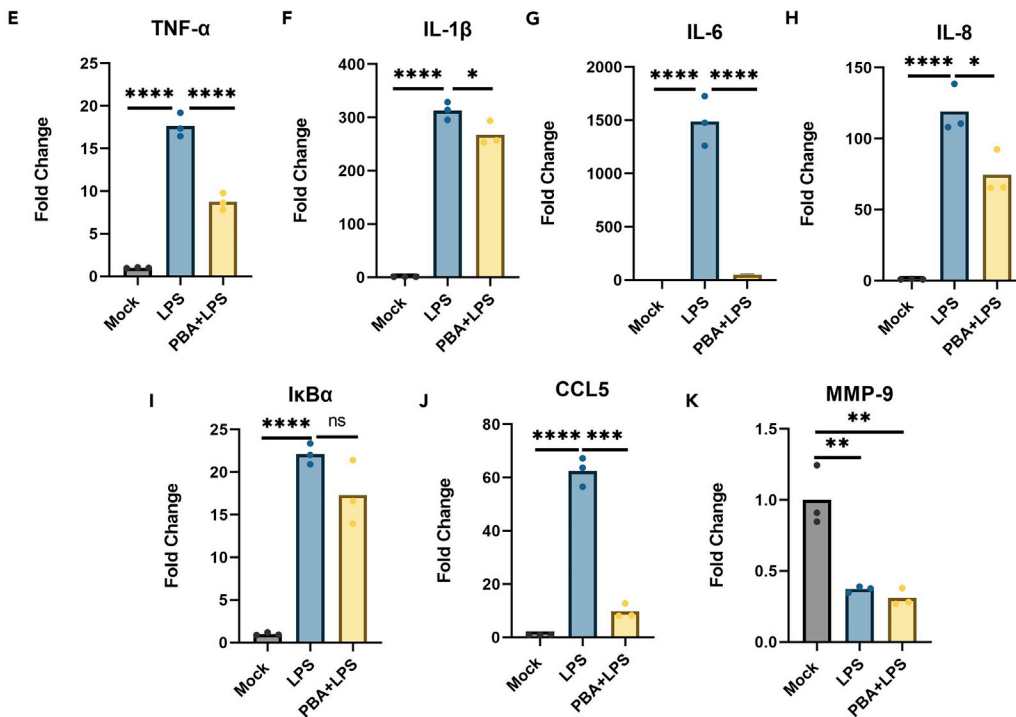 E
TNF-α
Fold Change
25
20
15
10
5
0
**** ****
Mock
LPS
PBA+LPS
F
IL-1β
Fold Change
400
300
200
100
0
**** *
Mock
LPS
PBA+LPS
G
IL-6
Fold Change
2000
1500
1000
500
0
**** ****
Mock
LPS
PBA+LPS
H
IL-8
Fold Change
150
100
50
0
**** *
Mock
LPS
PBA+LPS
I
IκBα
Fold Change
25
20
15
10
5
0
**** ns
Mock
LPS
PBA+LPS
J
CCL5
Fold Change
80
60
40
20
0
**** ***
Mock
LPS
PBA+LPS
K
MMP-9
Fold Change
1.5
1.0
0.5
0.0
**
**
Mock
LPS
PBA+LPS